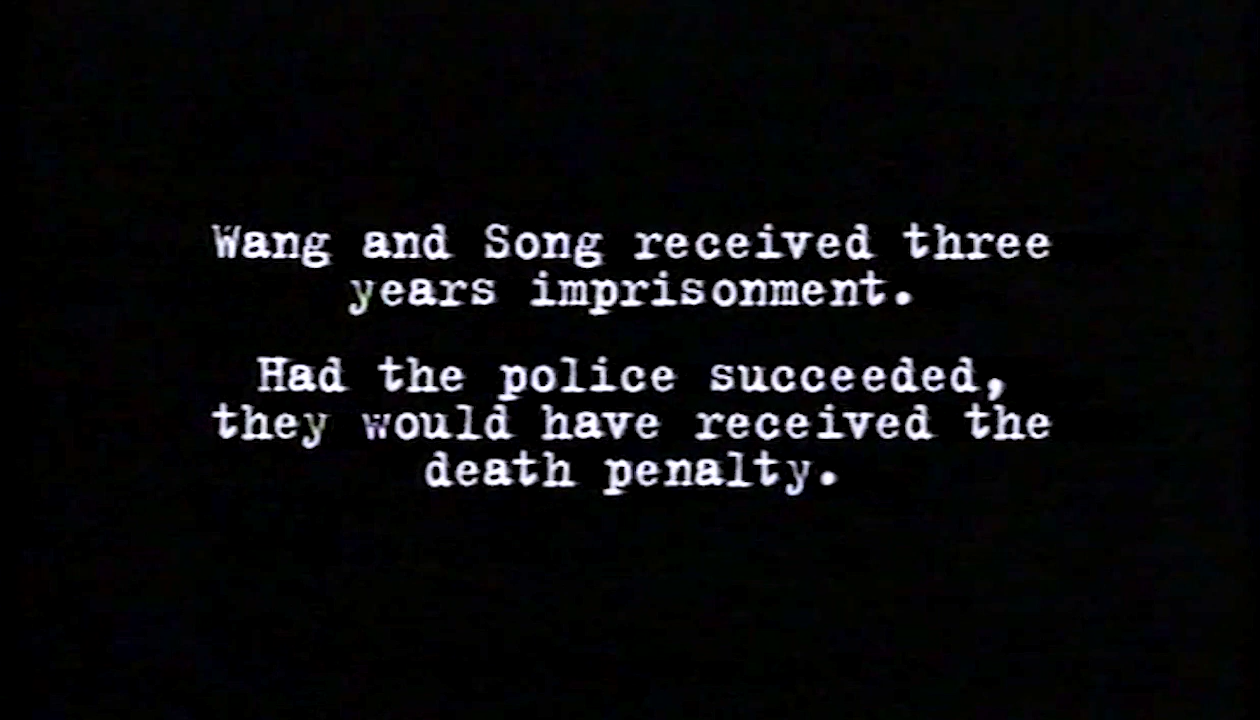 Wang and Song received three
years imprisonment.
Had the police succeeded,
they would have received the
death penalty.